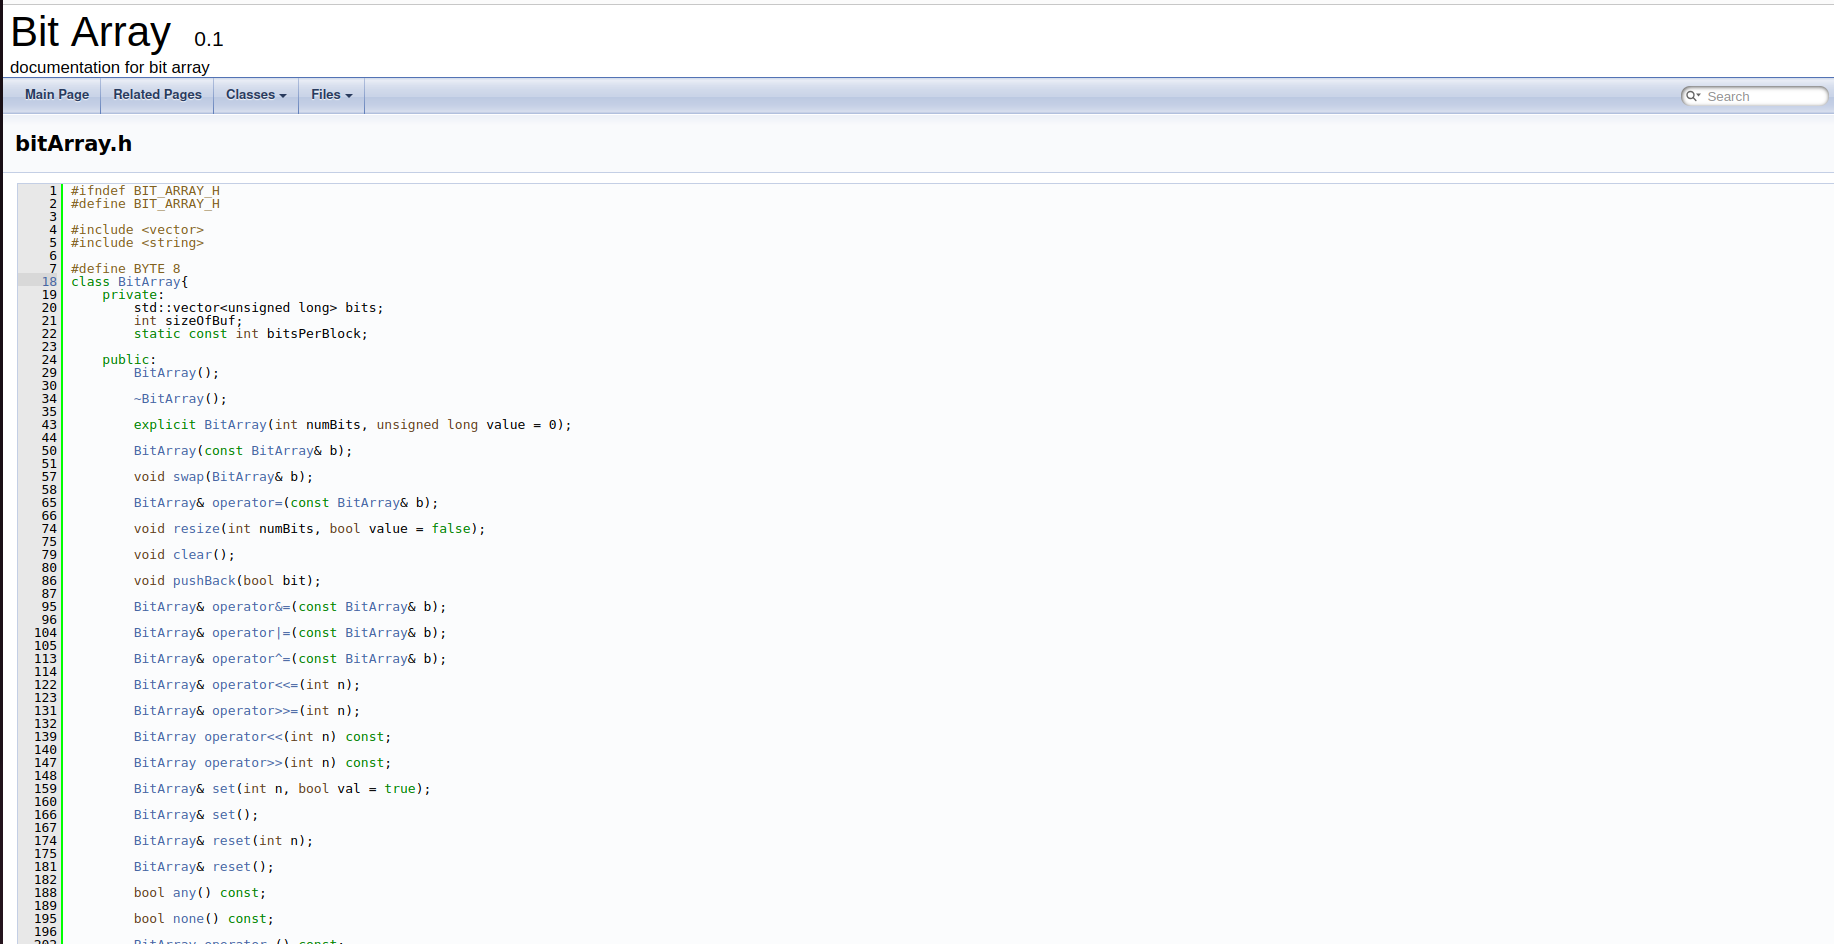 Bit Array 0.1
documentation for bit array
Main Page Related Pages Classes Files Search
bitArray.h
1 #ifndef BIT_ARRAY_H
2 #define BIT_ARRAY_H
3
4 #include <vector>
5 #include <string>
6
7 #define BYTE 8
18 class BitArray{
19     private:
20         std::vector<unsigned long> bits;
21         int sizeOfBuf;
22         static const int bitsPerBlock;
23
24     public:
29         BitArray();
30
34         ~BitArray();
35
43         explicit BitArray(int numBits, unsigned long value = 0);
44
50         BitArray(const BitArray& b);
51
57         void swap(BitArray& b);
58
65         BitArray& operator=(const BitArray& b);
66
74         void resize(int numBits, bool value = false);
75
79         void clear();
80
86         void pushBack(bool bit);
87
95         BitArray& operator&=(const BitArray& b);
96
104         BitArray& operator|=(const BitArray& b);
105
113         BitArray& operator^=(const BitArray& b);
114
122         BitArray& operator<<=(int n);
123
131         BitArray& operator>>=(int n);
132
139         BitArray operator<<(int n) const;
140
147         BitArray operator>>(int n) const;
148
159         BitArray& set(int n, bool val = true);
160
166         BitArray& set();
167
174         BitArray& reset(int n);
175
181         BitArray& reset();
182
188         bool any() const;
189
195         bool none() const;
196
202         BitArray operator () const;